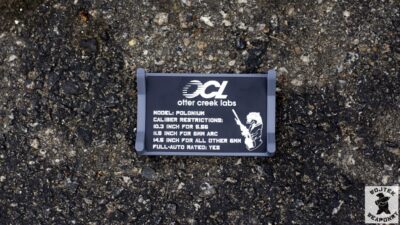 OCL
otter creek labs
MODEL: POLONIUM
CALIBER RESTRICTIONS:
10.3 INCH FOR 5.56
11.5 INCH FOR 6MM ARC
14.5 INCH FOR ALL OTHER 6MM
FULL-AUTO RATED: YES
WOJTEK
WEAPONRY